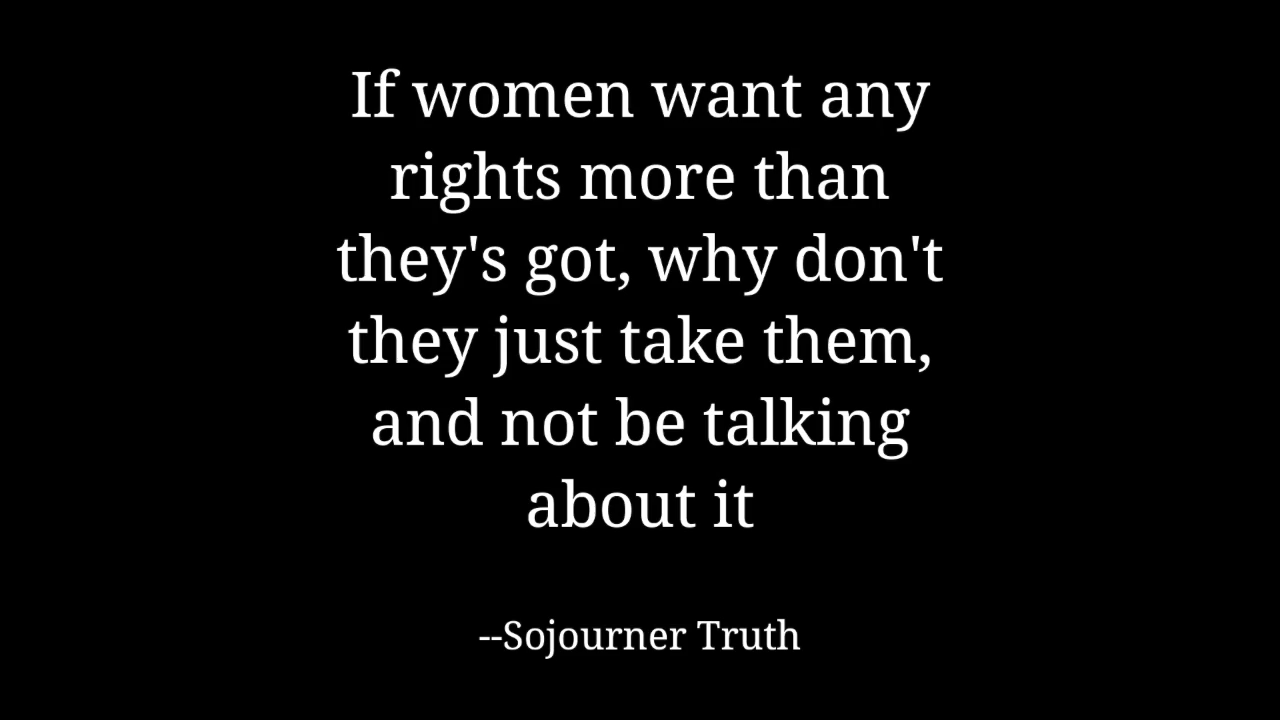 If women want any
rights more than
they's got, why don't
they just take them,
and not be talking
about it
--Sojourner Truth